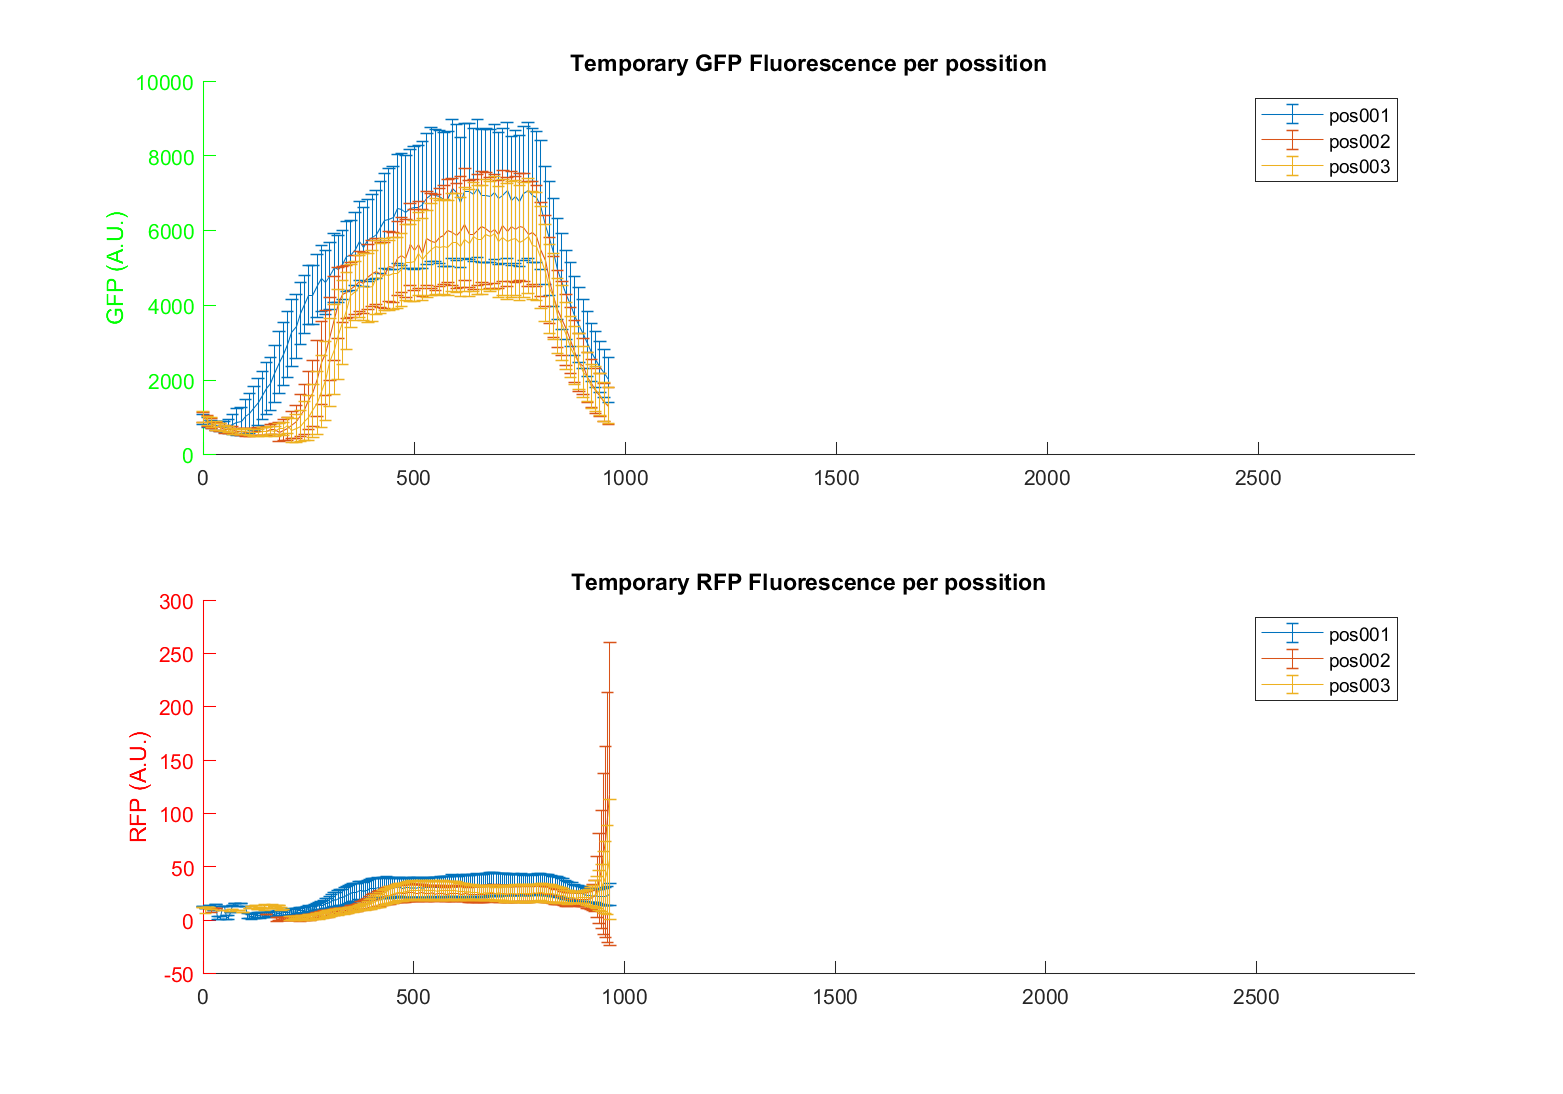 Temporary GFP Fluorescence per possition
10000
8000
6000
4000
2000
0
GFP (A.U.)
pos001
pos002
pos003
0 500 1000 1500 2000 2500
Temporary RFP Fluorescence per possition
300
250
200
150
100
50
0
-50
RFP (A.U.)
pos001
pos002
pos003
0 500 1000 1500 2000 2500